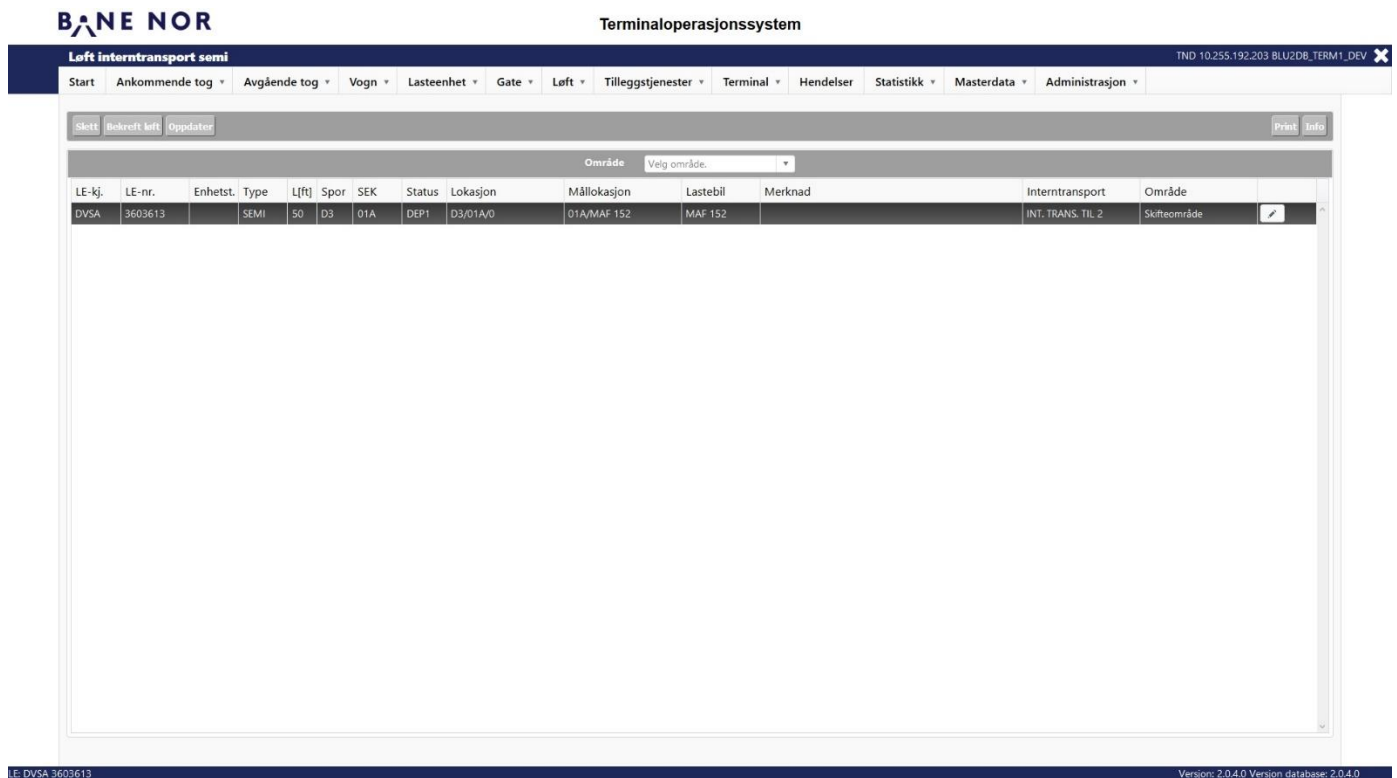 BANE NOR
Terminaloperasjonssystem
Løft interntransport semi
TND 10.255.192.203 BLU2DB_TERM1_DEV
Start Ankommende tog Avgående tog Vogn Lasteenhet Gate Løft Tilleggstjenester Terminal Hendelser Statistikk Masterdata Administrasjon
Slett Bekreft løft Oppdater Print Info
Område Velg område.
LE-kj. LE-nr. Enhetst. Type L[ft] Spor SEK Status Lokasjon Mållokasjon Lastebil Merknad Interntransport Område
DVSA 3603613 SEMI 50 D3 01A DEP1 D3/01A/0 01A/MAF 152 MAF 152 INT. TRANS. TIL 2 Skifteområde
LE: DVSA 3603613 Version: 2.0.4.0 Version database: 2.0.4.0